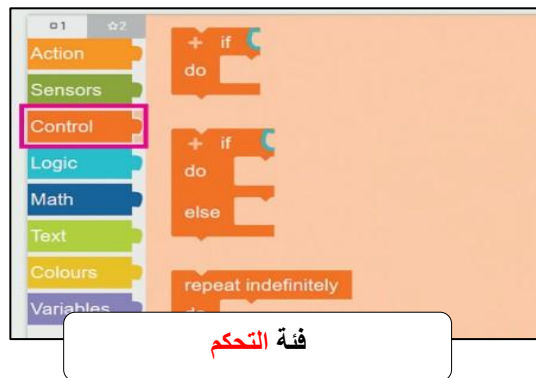 1 2
Action
Sensors
Control
Logic
Math
Text
Colours
Variables
+ if
do
+ if
do
else
repeat indefinitely
do
فئة التحكم